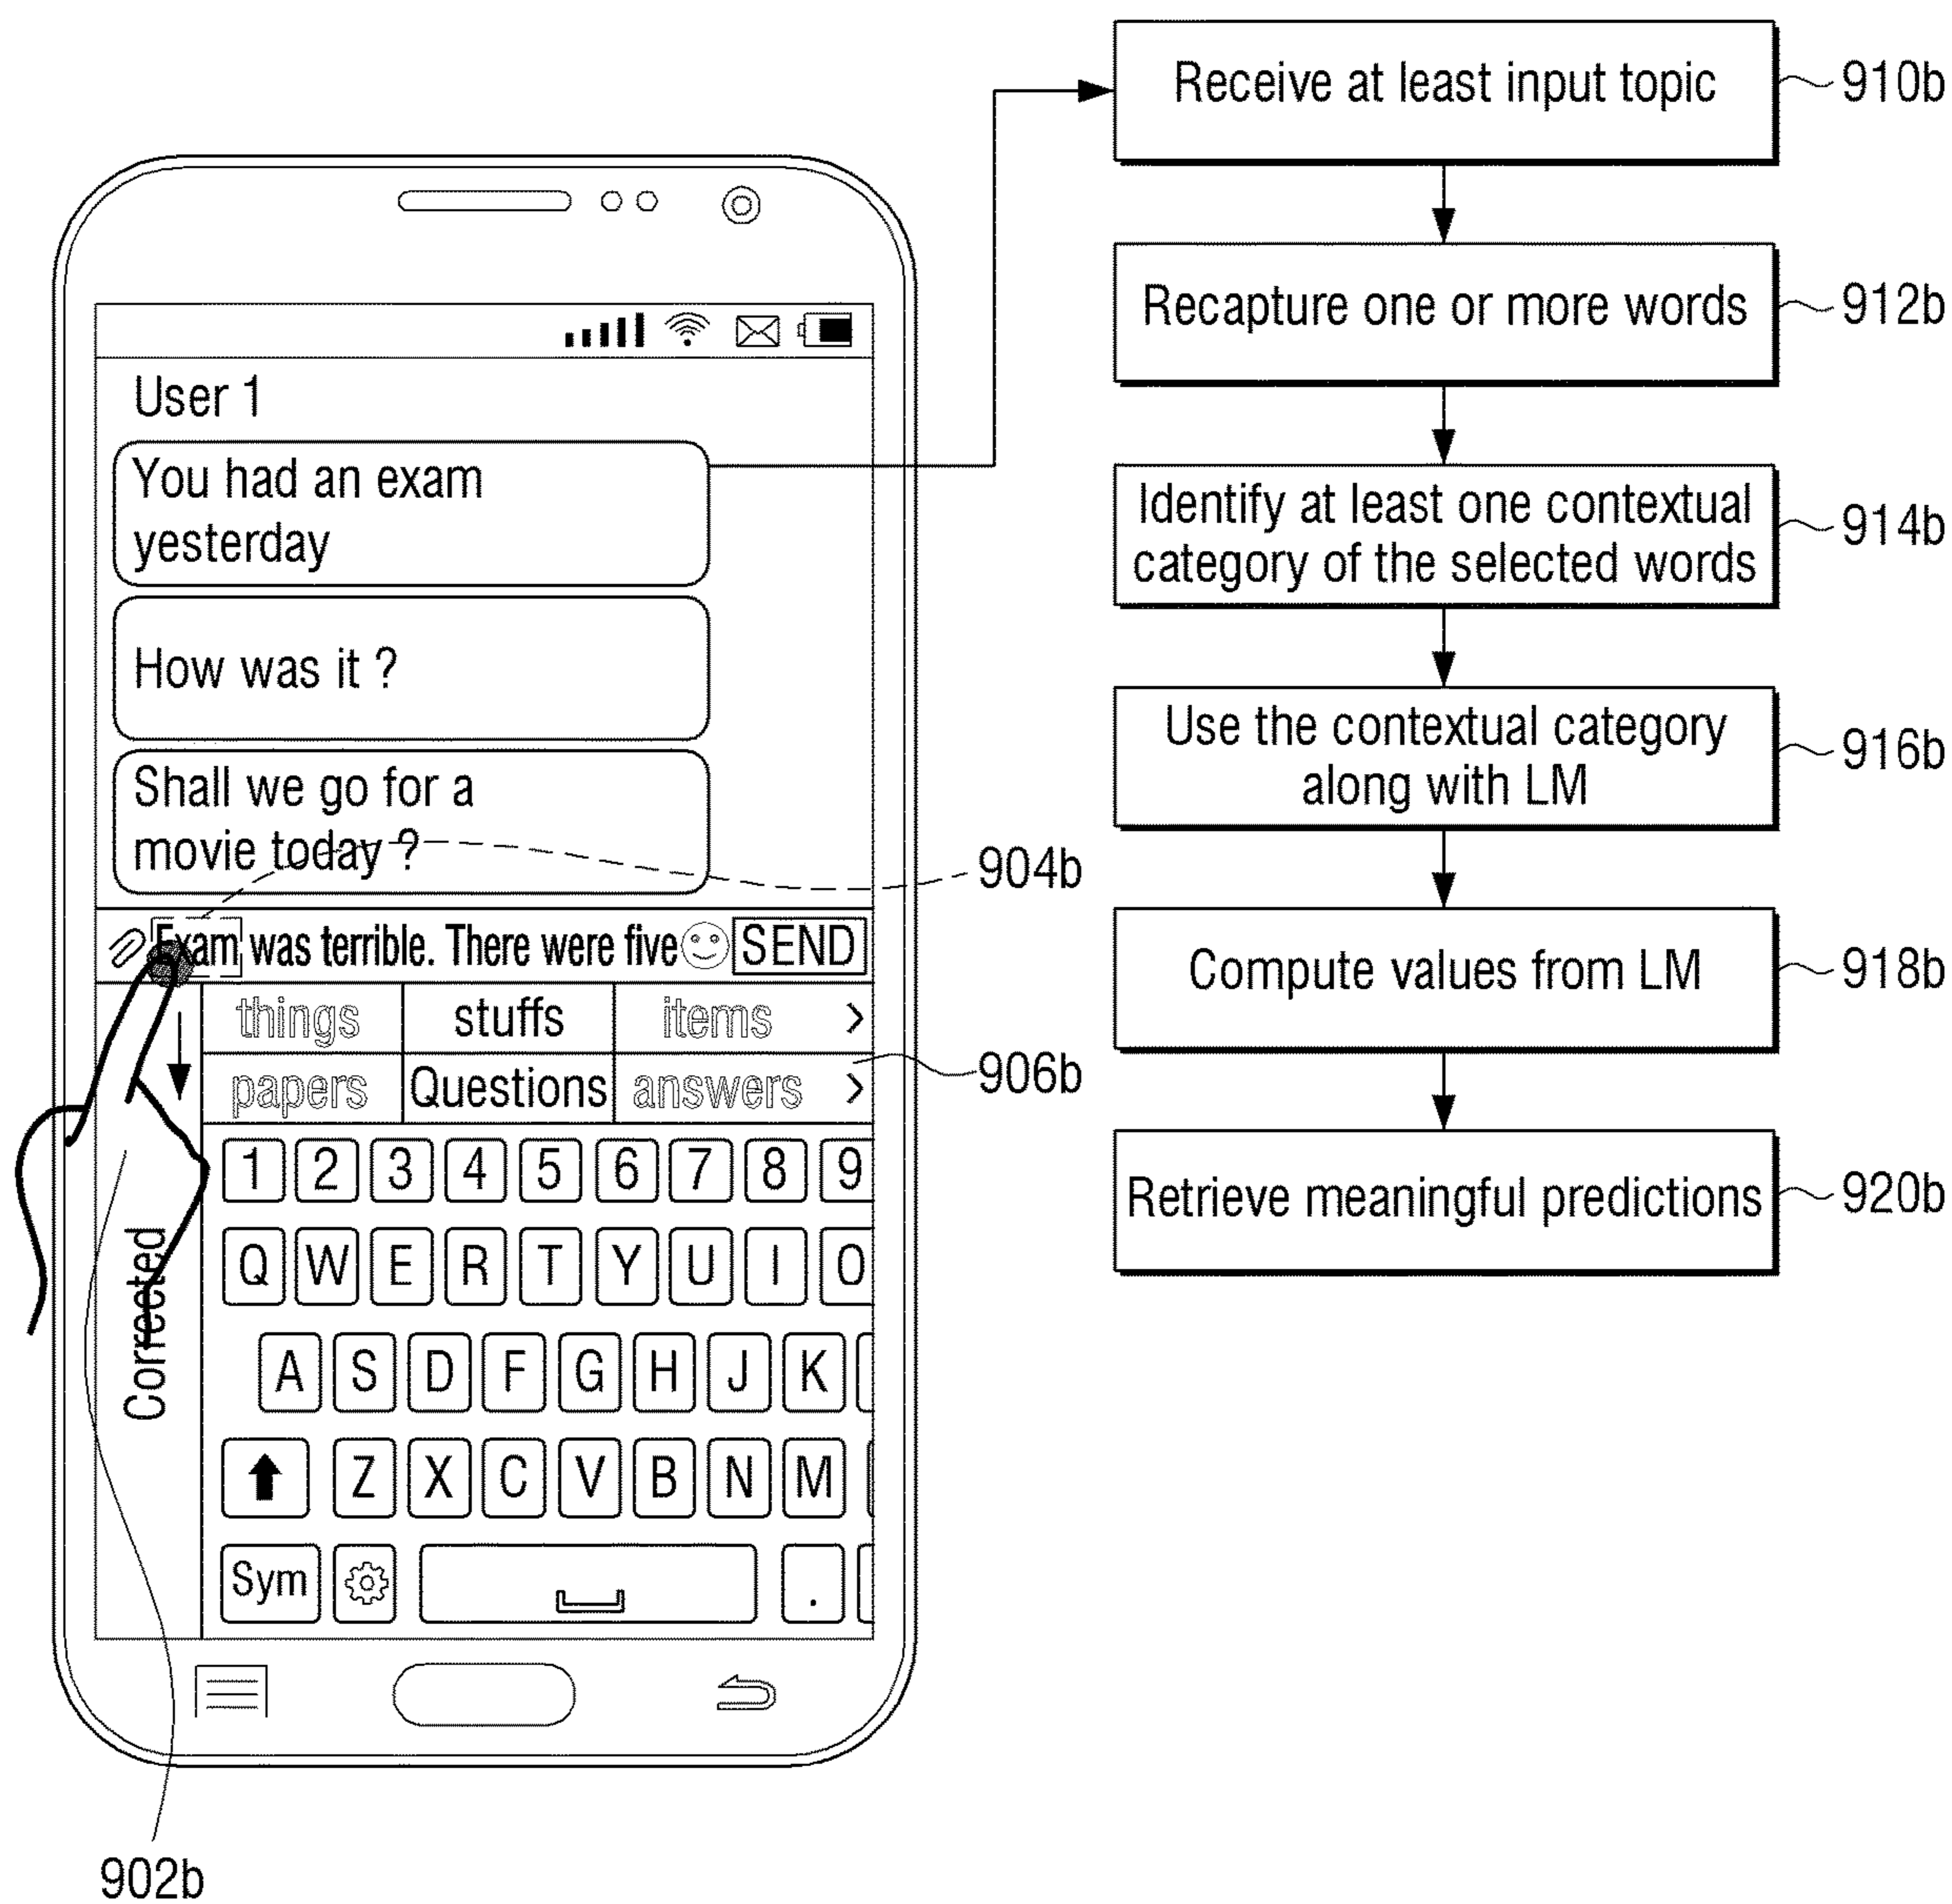 User 1
You had an exam
yesterday
How was it ?
Shall we go for a
movie today ?
Exam was terrible. There were five SEND
things stuffs items >
papers Questions answers >
1 2 3 4 5 6 7 8 9
Q W E R T Y U I O
A S D F G H J K
Z X C V B N M
Sym .
Corrected
902b
904b
906b
Receive at least input topic
910b
Recapture one or more words
912b
Identify at least one contextual
category of the selected words
914b
Use the contextual category
along with LM
916b
Compute values from LM
918b
Retrieve meaningful predictions
920b